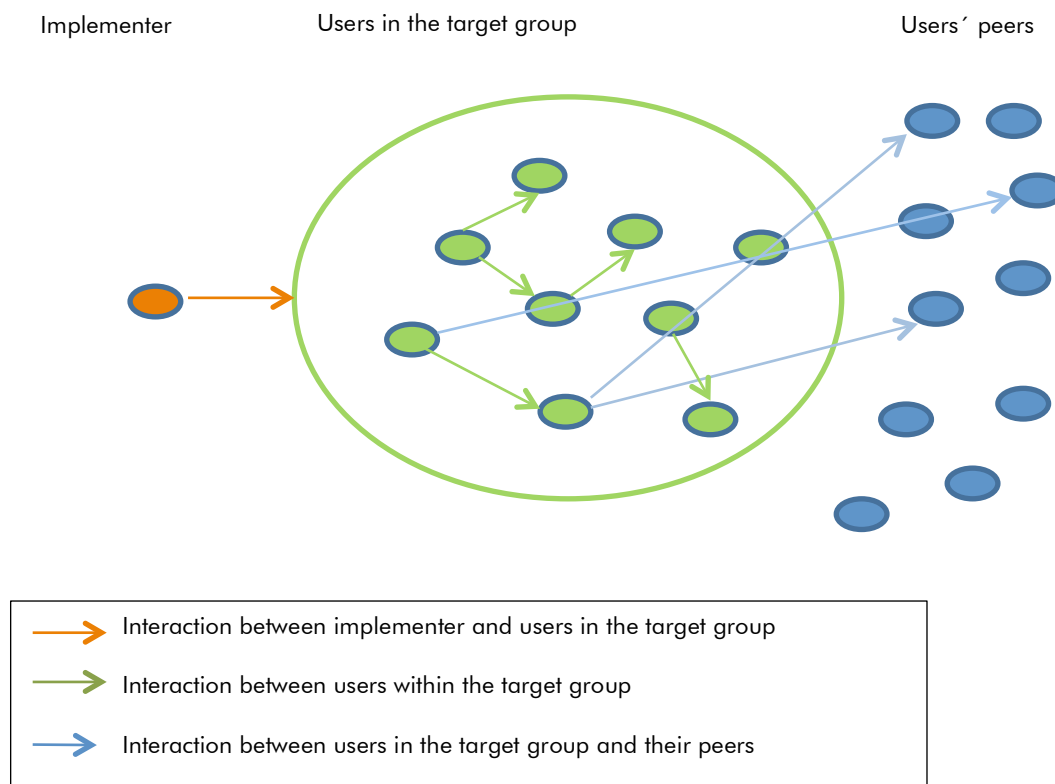 Implementer
Users in the target group
Users´ peers
Interaction between implementer and users in the target group
Interaction between users within the target group
Interaction between users in the target group and their peers